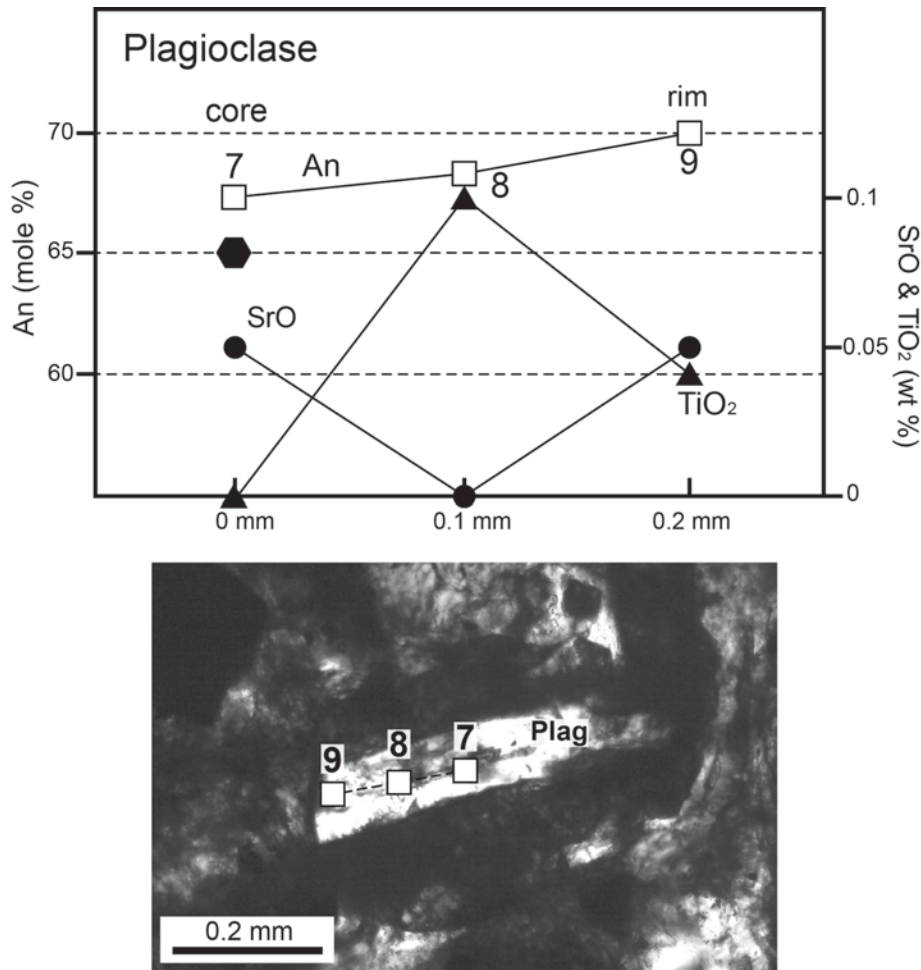 Plagioclase
core
rim
70
7
An
9
8
0.1
65
SrO
0.05
60
TiO₂
0
0 mm
0.1 mm
0.2 mm
An (mole %)
SrO & TiO₂ (wt %)
9
8
7
Plag
0.2 mm